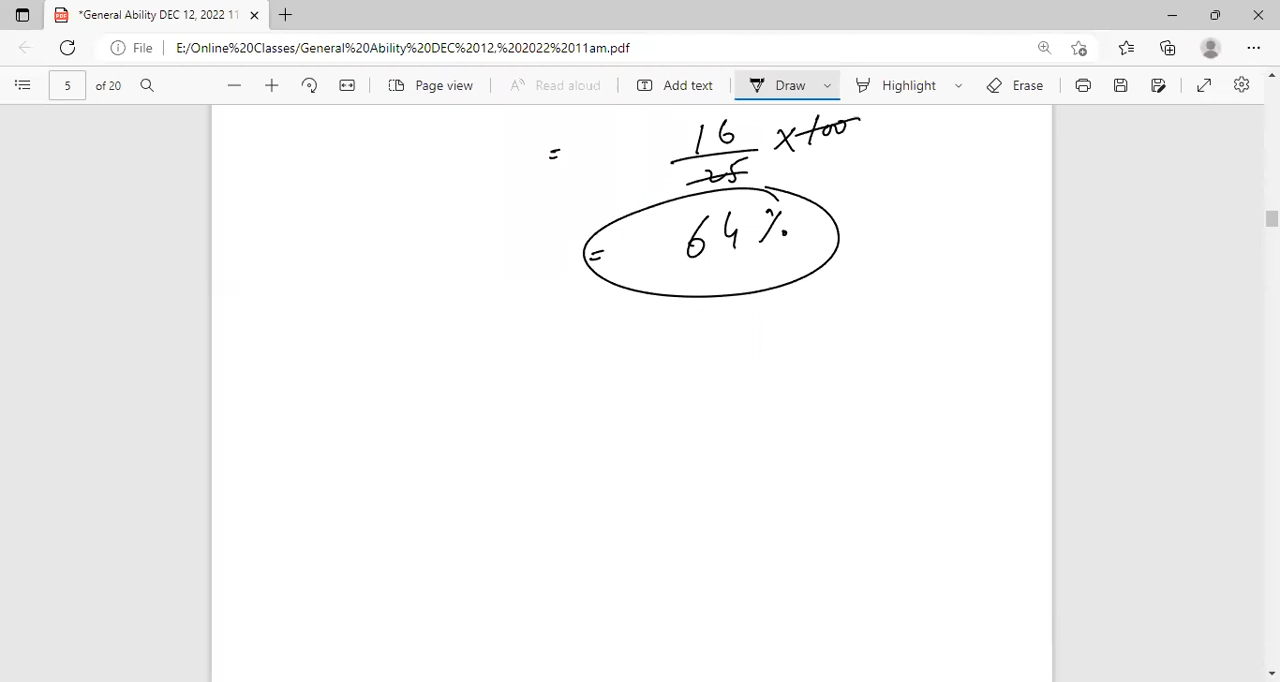 *General Ability DEC 12, 2022 11
File E:/Online%20Classes/General%20Ability%20DEC%2012,%202022%2011am.pdf
5 of 20 Page view Read aloud Add text Draw Highlight Erase
= 16/25 x 100
= 64%